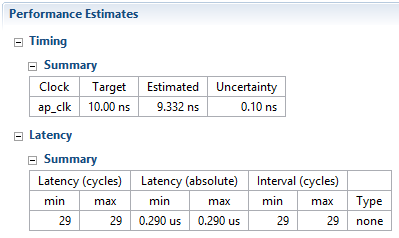 Performance Estimates
Timing
Summary
Clock Target Estimated Uncertainty
ap_clk 10.00 ns 9.332 ns 0.10 ns
Latency
Summary
Latency (cycles) Latency (absolute) Interval (cycles)
min max min max min max Type
29 29 0.290 us 0.290 us 29 29 none